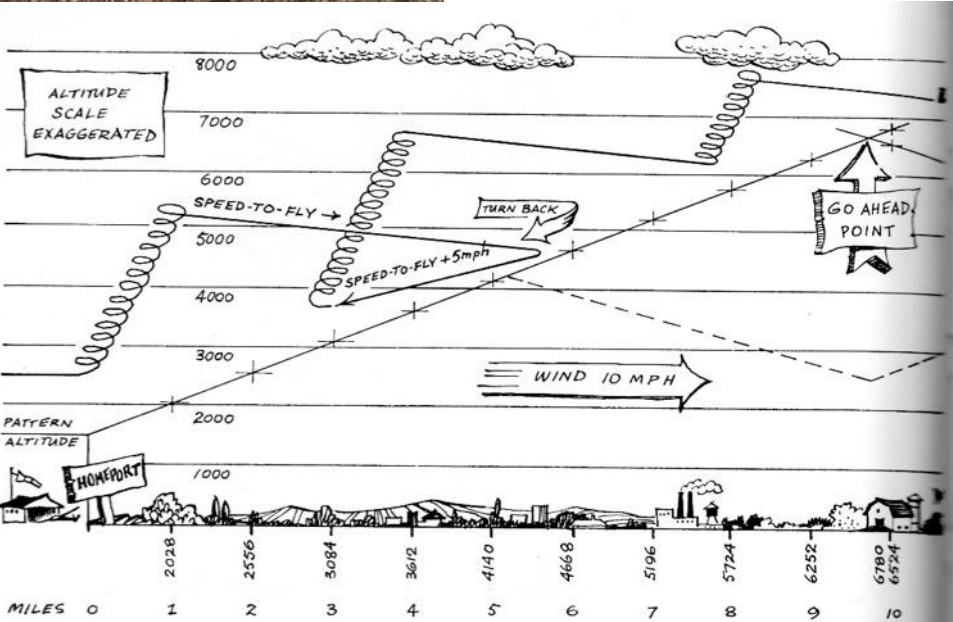 8000
ALTITUDE
SCALE
EXAGGERATED
7000
6000
SPEED-TO-FLY →
TURN BACK
GO AHEAD
POINT
5000
SPEED-TO-FLY +5mph
4000
3000
WIND 10 MPH
2000
PATTERN
ALTITUDE
1000
HOMEPORT
2028
2556
3084
3612
4140
4668
5196
5724
6252
6780
6524
MILES 0 1 2 3 4 5 6 7 8 9 10